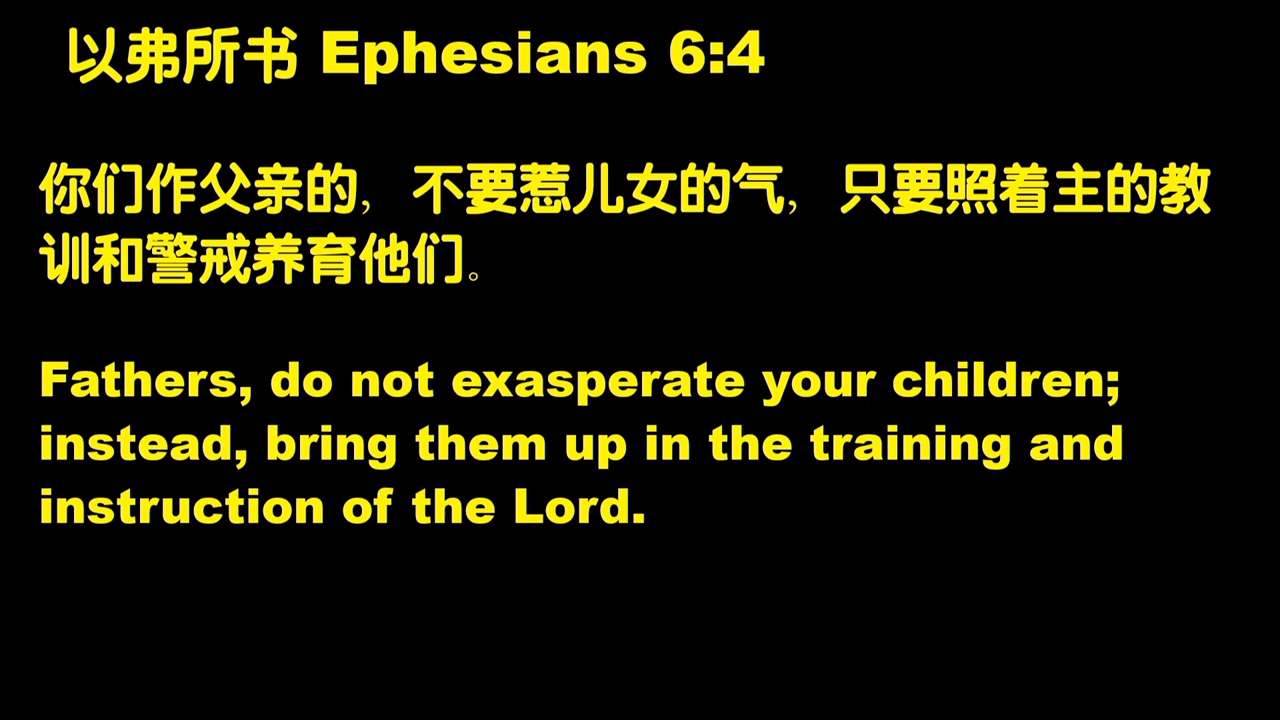 以弗所书 Ephesians 6:4
你们作父亲的，不要惹儿女的气，只要照着主的教
训和警戒养育他们。
Fathers, do not exasperate your children;
instead, bring them up in the training and
instruction of the Lord.